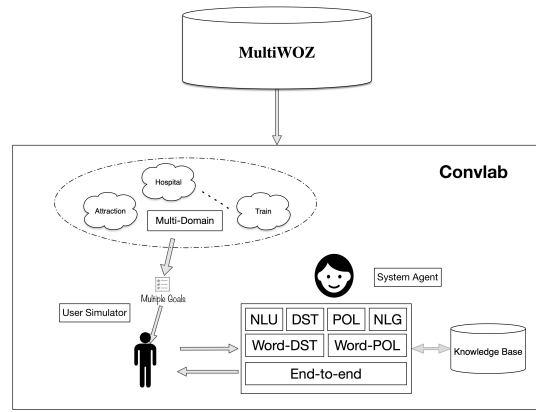 MultiWOZ
Convlab
Hospital
Attraction
Train
Multi-Domain
Multiple Goals
System Agent
User Simulator
NLU DST POL NLG
Word-DST Word-POL
Knowledge Base
End-to-end